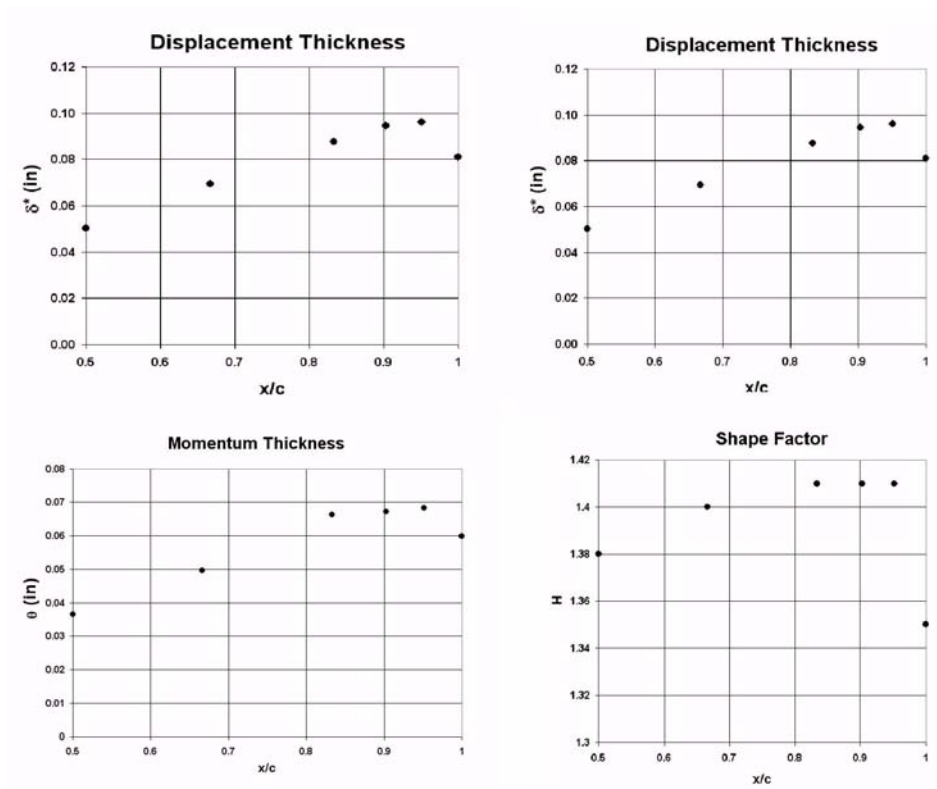 Displacement Thickness
0.12
0.10
0.08
0.06
0.04
0.02
0.00
δ* (in)
0.5 0.6 0.7 0.8 0.9 1
x/c
Displacement Thickness
0.12
0.10
0.08
0.06
0.04
0.02
0.00
δ* (in)
0.5 0.6 0.7 0.8 0.9 1
x/c
Momentum Thickness
0.08
0.07
0.06
0.05
0.04
0.03
0.02
0.01
0
θ (in)
0.5 0.6 0.7 0.8 0.9 1
x/c
Shape Factor
1.42
1.4
1.38
1.36
1.34
1.32
1.3
H
0.5 0.6 0.7 0.8 0.9 1
x/c